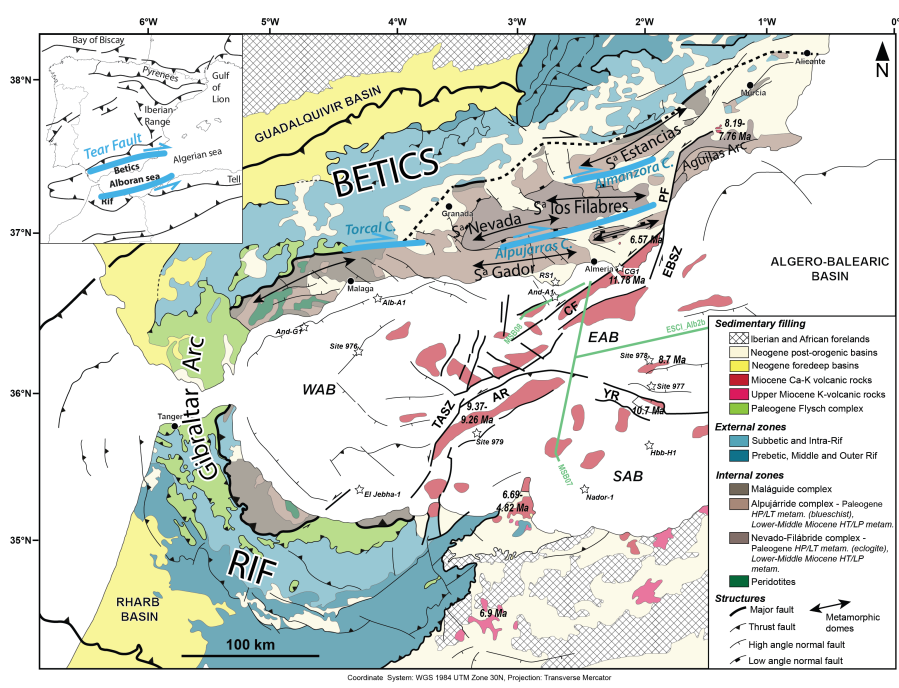 6°W
5°W
4°W
3°W
2°W
1°W
0°
38°N
37°N
36°N
35°N
Bay of Biscay
Pyrenees
Gulf
of
Lion
Iberian-
Range
Tear Fault
Algerian sea
Betics
Alboran sea
Tell
Rif
GUADALQUIVIR BASIN
BETICS
N
Alicante
Murcia
8.19-
7.76 Ma
Sª Estancias
Aguilas Arc
Almanzora C.
PF
Granada
Sª los Filabres
Sª Nevada
Torcal C.
Alpujarras C.
6.57 Ma
EBSZ
Sª Gador
Almeria
CG1
11.78 Ma
RS1
And-A1
Malaga
Alb-A1
And-G1
CF
MSB08
EAB
ESCI_Alb2b
ALGERO-BALEARIC
BASIN
Site 976
Site 978
8.7 Ma
Site 977
WAB
Gibraltar Arc
Tanger
TASZ
AR
YR
9.37-
9.26 Ma
10.7 Ma
Site 979
Hbb-H1
MSB07
SAB
El Jebha-1
Nador-1
6.69-
4.82 Ma
RIF
RHARB
BASIN
6.9 Ma
100 km
Sedimentary filling
Iberian and African forelands
Neogene post-orogenic basins
Neogene foredeep basins
Miocene Ca-K volcanic rocks
Upper Miocene K-volcanic rocks
Paleogene Flysch complex
External zones
Subbetic and Intra-Rif
Prebetic, Middle and Outer Rif
Internal zones
Maláguide complex
Alpujárride complex - Paleogene
HP/LT metam. (blueschist),
Lower-Middle Miocene HT/LP metam.
Nevado-Filábride complex -
Paleogene HP/LT metam. (eclogite),
Lower-Middle Miocene HT/LP
metam.
Peridotites
Structures
Major fault
Metamorphic
domes
Thrust fault
High angle normal fault
Low angle normal fault
Coordinate System: WGS 1984 UTM Zone 30N, Projection: Transverse Mercator